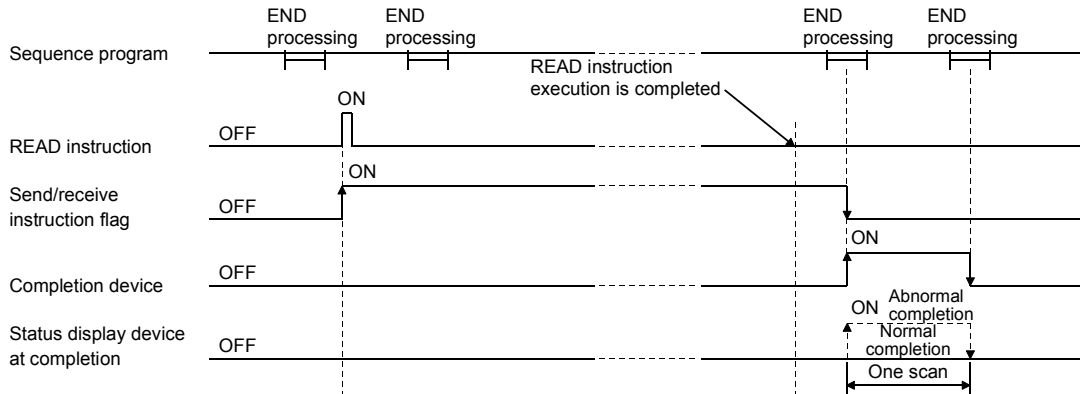 END processing
END processing
END processing
END processing
Sequence program
READ instruction
execution is completed
ON
OFF
READ instruction
ON
Send/receive
instruction flag
OFF
ON
OFF
Completion device
ON
Abnormal
completion
Status display device
at completion
OFF
Normal
completion
One scan